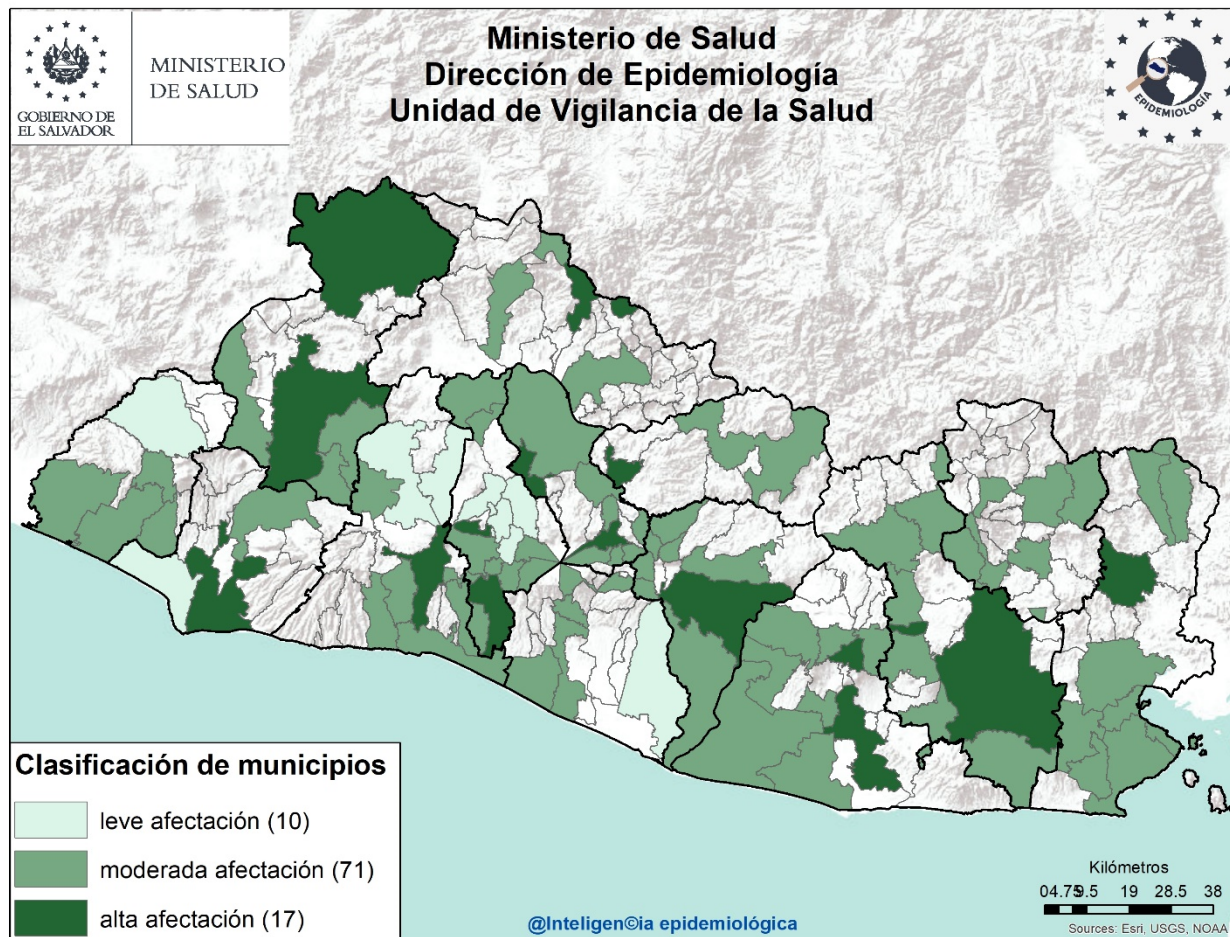 GOBIERNO DE
EL SALVADOR
MINISTERIO
DE SALUD
Ministerio de Salud
Dirección de Epidemiología
Unidad de Vigilancia de la Salud
EPIDEMIOLOGÍA
Clasificación de municipios
leve afectación (10)
moderada afectación (71)
alta afectación (17)
@Inteligen©ia epidemiológica
Kilómetros
04.759.5 19 28.5 38
Sources: Esri, USGS, NOAA